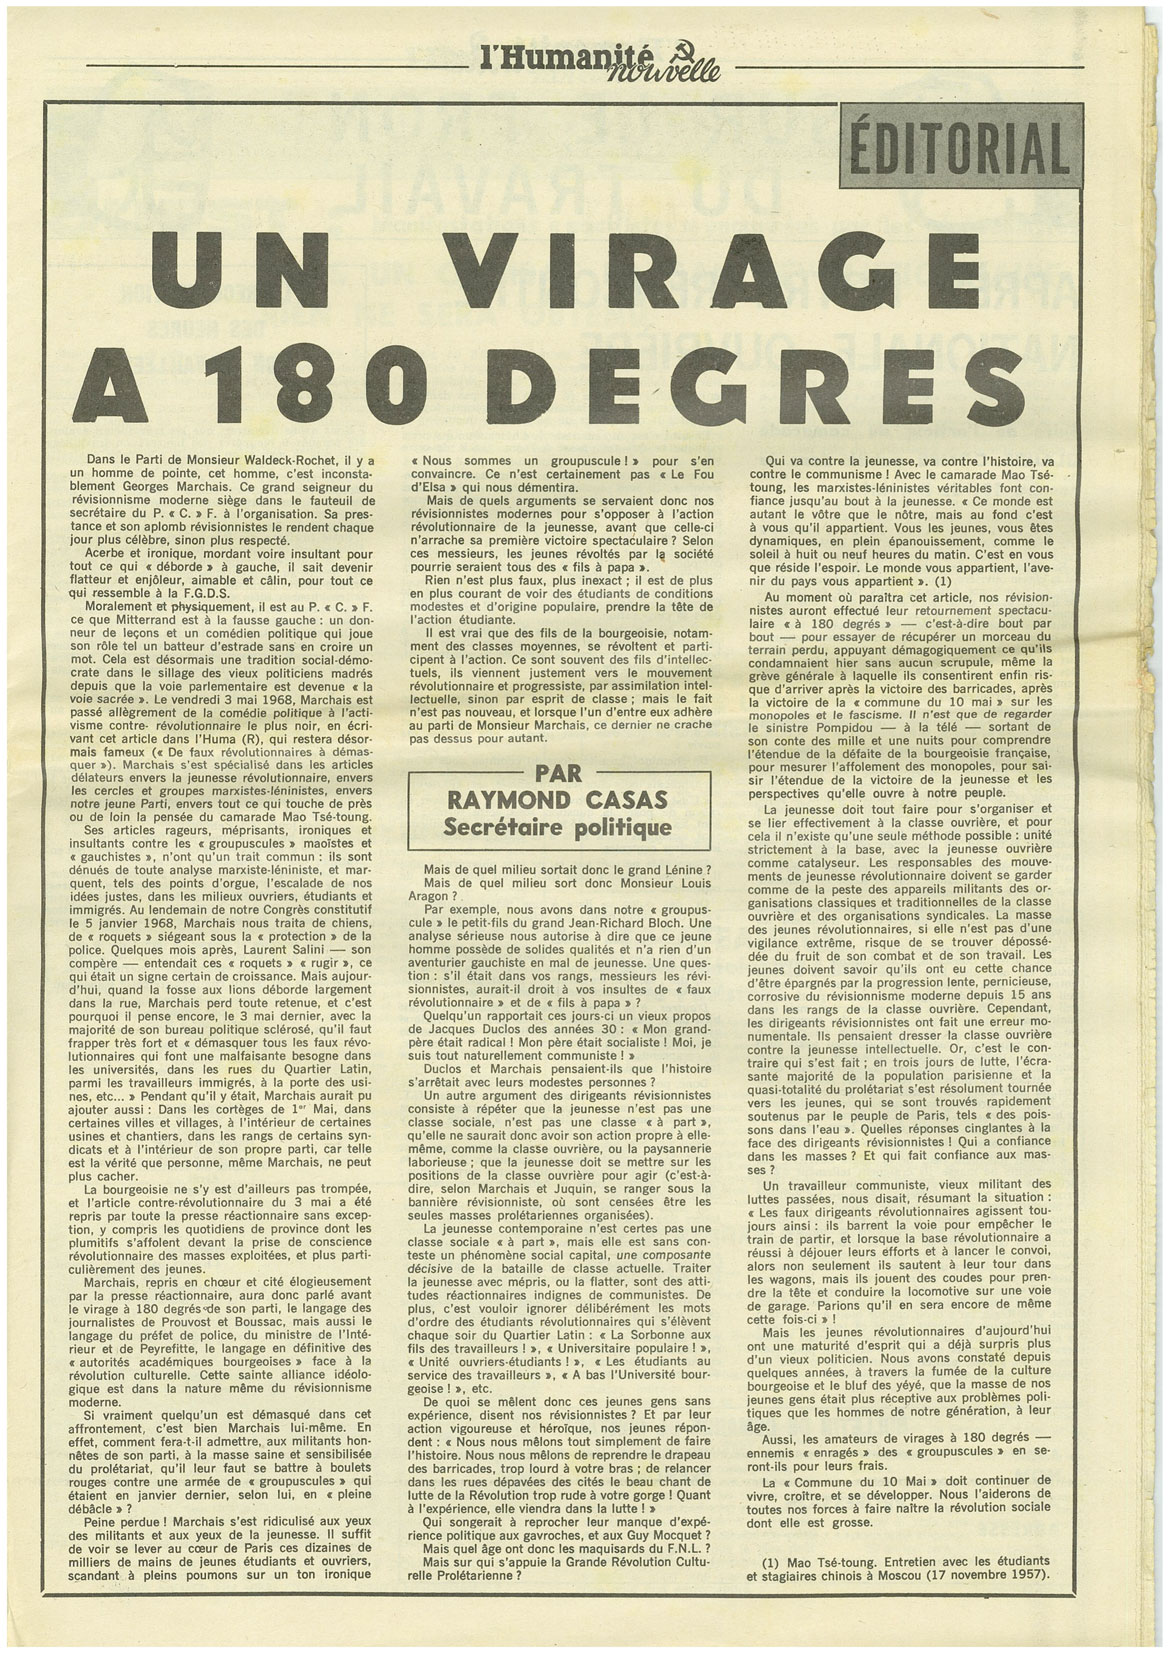 l'Humanité nouvelle
ÉDITORIAL
UN VIRAGE
A 180 DEGRES
Dans le Parti de Monsieur Waldeck-Rochet, il y a
un homme de pointe, cet homme, c'est inconsta-
blement Georges Marchais. Ce grand seigneur du
révisionnisme moderne siège dans le fauteuil de
secrétaire du P. « C. » F. à l'organisation. Sa pres-
tance et son aplomb révisionnistes le rendent chaque
jour plus célèbre, sinon plus respecté.
Acerbe et ironique, mordant voire insultant pour
tout ce qui « déborde » à gauche, il sait devenir
flatteur et enjôleur, aimable et câlin, pour tout ce
qui ressemble à la F.G.D.S.
Moralement et physiquement, il est au P. « C. » F.
ce que Mitterrand est à la fausse gauche : un don-
neur de leçons et un comédien politique qui joue
son rôle tel un batteur d'estrade sans en croire un
mot. Cela est désormais une tradition social-démo-
crate dans le sillage des vieux politiciens madrés
depuis que la voie parlementaire est devenue « la
voie sacrée ». Le vendredi 3 mai 1968, Marchais est
passé allègrement de la comédie politique à l'acti-
visme contre- révolutionnaire le plus noir, en écri-
vant cet article dans l'Huma (R), qui restera désor-
mais fameux (« De faux révolutionnaires à démas-
quer »). Marchais s'est spécialisé dans les articles
délateurs envers la jeunesse révolutionnaire, envers
les cercles et groupes marxistes-léninistes, envers
notre jeune Parti, envers tout ce qui touche de près
ou de loin la pensée du camarade Mao Tsé-toung.
Ses articles rageurs, méprisants, ironiques et
insultants contre les « groupuscules » maoïstes et
« gauchistes », n'ont qu'un trait commun : ils sont
dénués de toute analyse marxiste-léniniste, et mar-
quent, tels des points d'orgue, l'escalade de nos
idées justes, dans les milieux ouvriers, étudiants et
immigrés. Au lendemain de notre Congrès constitutif
le 5 janvier 1968, Marchais nous traita de chiens,
de « roquets » siégeant sous la « protection » de la
police. Quelques mois après, Laurent Salini — son
compère — entendait ces « roquets » « rugir », ce
qui était un signe certain de croissance. Mais aujour-
d'hui, quand la fosse aux lions déborde largement
dans la rue, Marchais perd toute retenue, et c'est
pourquoi il pense encore, le 3 mai dernier, avec la
majorité de son bureau politique sclérosé, qu'il faut
frapper très fort et « démasquer tous les faux révo-
lutionnaires qui font une malfaisante besogne dans
les universités, dans les rues du Quartier Latin,
parmi les travailleurs immigrés, à la porte des usi-
nes, etc... » Pendant qu'il y était, Marchais aurait pu
ajouter aussi : Dans les cortèges de 1er Mai, dans
certaines villes et villages, à l'intérieur de certaines
usines et chantiers, dans les rangs de certains syn-
dicats et à l'intérieur de son propre parti, car telle
est la vérité que personne, même Marchais, ne peut
plus cacher.
La bourgeoisie ne s'y est d'ailleurs pas trompée,
et l'article contre-révolutionnaire du 3 mai a été
repris par toute la presse réactionnaire sans excep-
tion, y compris les quotidiens de province dont les
plumitifs s'affolent devant la prise de conscience
révolutionnaire des masses exploitées, et plus parti-
culièrement des jeunes.
Marchais, repris en chœur et cité élogieusement
par la presse réactionnaire, aura donc parlé avant
le virage à 180 degrés de son parti, le langage des
journalistes de Prouvost et Boussac, mais aussi le
langage du préfet de police, du ministre de l'Inté-
rieur et de Peyrefitte, le langage en définitive des
« autorités académiques bourgeoises » face à la
révolution culturelle. Cette sainte alliance idéolo-
gique est dans la nature même du révisionnisme
moderne.
Si vraiment quelqu'un est démasqué dans cet
affrontement, c'est bien Marchais lui-même. En
effet, comment fera-t-il admettre, aux militants hon-
nêtes de son parti, à la masse saine et sensibilisée
du prolétariat, qu'il leur faut se battre à boulets
rouges contre une armée de « groupuscules » qui
étaient en janvier dernier, selon lui, en « pleine
débâcle » ?
Peine perdue ! Marchais s'est ridiculisé aux yeux
des militants et aux yeux de la jeunesse. Il suffit
de voir se lever au cœur de Paris ces dizaines de
milliers de mains de jeunes étudiants et ouvriers,
scandant à pleins poumons sur un ton ironique
« Nous sommes un groupuscule ! » pour s'en
convaincre. Ce n'est certainement pas « Le Fou
d'Elsa » qui nous démentira.
Mais de quels arguments se servaient donc nos
révisionnistes modernes pour s'opposer à l'action
révolutionnaire de la jeunesse, avant que celle-ci
n'arrache sa première victoire spectaculaire ? Selon
ces messieurs, les jeunes révoltés par la société
pourrie seraient tous des « fils à papa ».
Rien n'est plus faux, plus inexact ; il est de plus
en plus courant de voir des étudiants de conditions
modestes et d'origine populaire, prendre la tête de
l'action étudiante.
Il est vrai que des fils de la bourgeoisie, notam-
ment des classes moyennes, se révoltent et parti-
cipent à l'action. Ce sont souvent des fils d'intellec-
tuels, ils viennent justement vers le mouvement
révolutionnaire et progressiste, par assimilation intel-
lectuelle, sinon par esprit de classe ; mais le fait
n'est pas nouveau, et lorsque l'un d'entre eux adhère
au parti de Monsieur Marchais, ce dernier ne crache
pas dessus pour autant.
PAR
RAYMOND CASAS
Secrétaire politique
Mais de quel milieu sortait donc le grand Lénine ?
Mais de quel milieu sort donc Monsieur Louis
Aragon ?
Par exemple, nous avons dans notre « groupus-
cule » le petit-fils du grand Jean-Richard Bloch. Une
analyse sérieuse nous autorise à dire que ce jeune
homme possède de solides qualités et n'a rien d'un
aventurier gauchiste en mal de jeunesse. Une ques-
tion : s'il était dans vos rangs, messieurs les révi-
sionnistes, aurait-il droit à vos insultes de « faux
révolutionnaire » et de « fils à papa » ?
Quelqu'un rapportait ces jours-ci un vieux propos
de Jacques Duclos des années 30 : « Mon grand-
père était radical ! Mon père était socialiste ! Moi, je
suis tout naturellement communiste ! »
Duclos et Marchais pensaient-ils que l'histoire
s'arrêtait avec leurs modestes personnes ?
Un autre argument des dirigeants révisionnistes
consiste à répéter que la jeunesse n'est pas une
classe sociale, n'est pas une classe « à part »,
qu'elle ne saurait donc avoir son action propre à elle-
même, comme la classe ouvrière, ou la paysannerie
laborieuse ; que la jeunesse doit se mettre sur les
positions de la classe ouvrière pour agir (c'est-à-
dire, selon Marchais et Juquin, se ranger sous la
bannière révisionniste, où sont censées être les
seules masses prolétariennes organisées).
La jeunesse contemporaine n'est certes pas une
classe sociale « à part », mais elle est sans con-
teste un phénomène social capital, une composante
décisive de la bataille de classe actuelle. Traiter
la jeunesse avec mépris, ou la flatter, sont des atti-
tudes réactionnaires indignes de communistes. De
plus, c'est vouloir ignorer délibérément les mots
d'ordre des étudiants révolutionnaires qui s'élèvent
chaque soir du Quartier Latin : « La Sorbonne aux
fils des travailleurs ! », « Universitaire populaire ! »,
« Unité ouvriers-étudiants ! », « Les étudiants au
service des travailleurs », « A bas l'Université bour-
geoise ! », etc.
De quoi se mêlent donc ces jeunes gens sans
expérience, disent nos révisionnistes ? Et par leur
action vigoureuse et héroïque, nos jeunes répon-
dent : « Nous nous mêlons tout simplement de faire
l'histoire. Nous nous mêlons de reprendre le drapeau
des barricades, trop lourd à votre bras ; de relancer
dans les rues dépavées des cités le beau chant de
lutte de la Révolution trop rude à votre gorge ! Quant
à l'expérience, elle viendra dans la lutte ! »
Qui songerait à reprocher leur manque d'expé-
rience politique aux gavroches, et aux Guy Mocquet ?
Mais quel âge ont donc les maquisards du F.N.L. ?
Mais sur qui s'appuie la Grande Révolution Cultu-
relle Prolétarienne ?
Qui va contre la jeunesse, va contre l'histoire, va
contre le communisme ! Avec le camarade Mao Tsé-
toung, les marxistes-léninistes véritables font con-
fiance jusqu'au bout à la jeunesse. « Ce monde est
autant le vôtre que le nôtre, mais au fond c'est
à vous qu'il appartient. Vous les jeunes, vous êtes
dynamiques, en plein épanouissement, comme le
soleil à huit ou neuf heures du matin. C'est en vous
que réside l'espoir. Le monde vous appartient, l'ave-
nir du pays vous appartient ». (1)
Au moment où paraîtra cet article, nos révision-
nistes auront effectué leur retournement spectacu-
laire « à 180 degrés » — c'est-à-dire bout par
bout — pour essayer de récupérer un morceau du
terrain perdu, appuyant démagogiquement ce qu'ils
condamnaient hier sans aucun scrupule, même la
grève générale à laquelle ils consentirent enfin ris-
que d'arriver après la victoire des barricades, après
la victoire de la « commune du 10 mai » sur les
monopoles et le fascisme. Il n'est que de regarder
le sinistre Pompidou — à la télé — sortant de
son conte des mille et une nuits pour comprendre
l'étendue de la défaite de la bourgeoisie française,
pour mesurer l'affolement des monopoles, pour sai-
sir l'étendue de la victoire de la jeunesse et les
perspectives qu'elle ouvre à notre peuple.
La jeunesse doit tout faire pour s'organiser et
se lier effectivement à la classe ouvrière, et pour
cela il n'existe qu'une seule méthode possible : unité
strictement à la base, avec la jeunesse ouvrière
comme catalyseur. Les responsables des mouve-
ments de jeunesse révolutionnaire doivent se garder
comme de la peste des appareils militants des or-
ganisations classiques et traditionnelles de la classe
ouvrière et des organisations syndicales. La masse
des jeunes révolutionnaires, si elle n'est pas d'une
vigilance extrême, risque de se trouver dépossé-
dée du fruit de son combat et de son travail. Les
jeunes doivent savoir qu'ils ont eu cette chance
d'être épargnés par la progression lente, pernicieuse,
corrosive du révisionnisme moderne depuis 15 ans
dans les rangs de la classe ouvrière. Cependant,
les dirigeants révisionnistes ont fait une erreur mo-
numentale. Ils pensaient dresser la classe ouvrière
contre la jeunesse intellectuelle. Or, c'est le con-
traire qui s'est fait ; en trois jours de lutte, l'écra-
sante majorité de la population parisienne et la
quasi-totalité du prolétariat s'est résolument tournée
vers les jeunes, qui se sont trouvés rapidement
soutenus par le peuple de Paris, tels « des pois-
sons dans l'eau ». Quelles réponses cinglantes à la
face des dirigeants révisionnistes ! Qui a confiance
dans les masses ? Et qui fait confiance aux mas-
ses ?
Un travailleur communiste, vieux militant des
luttes passées, nous disait, résumant la situation :
« Les faux dirigeants révolutionnaires agissent tou-
jours ainsi : ils barrent la voie pour empêcher le
train de partir, et lorsque la base révolutionnaire a
réussi à déjouer leurs efforts et à lancer le convoi,
alors non seulement ils sautent à leur tour dans
les wagons, mais ils jouent des coudes pour pren-
dre la tête et conduire la locomotive sur une voie
de garage. Parions qu'il en sera encore de même
cette fois-ci » !
Mais les jeunes révolutionnaires d'aujourd'hui
ont une maturité d'esprit qui a déjà surpris plus
d'un vieux politicien. Nous avons constaté depuis
quelques années, à travers la fumée de la culture
bourgeoise et le bluf des yéyé, que la masse de nos
jeunes gens était plus réceptive aux problèmes poli-
tiques que les hommes de notre génération, à leur
âge.
Aussi, les amateurs de virages à 180 degrés —
ennemis « enragés » des « groupuscules » en se-
ront-ils pour leurs frais.
La « Commune du 10 Mai » doit continuer de
vivre, croître, et se développer. Nous l'aiderons de
toutes nos forces à faire naître la révolution sociale
dont elle est grosse.
(1) Mao Tsé-toung. Entretien avec les étudiants
et stagiaires chinois à Moscou (17 novembre 1957).